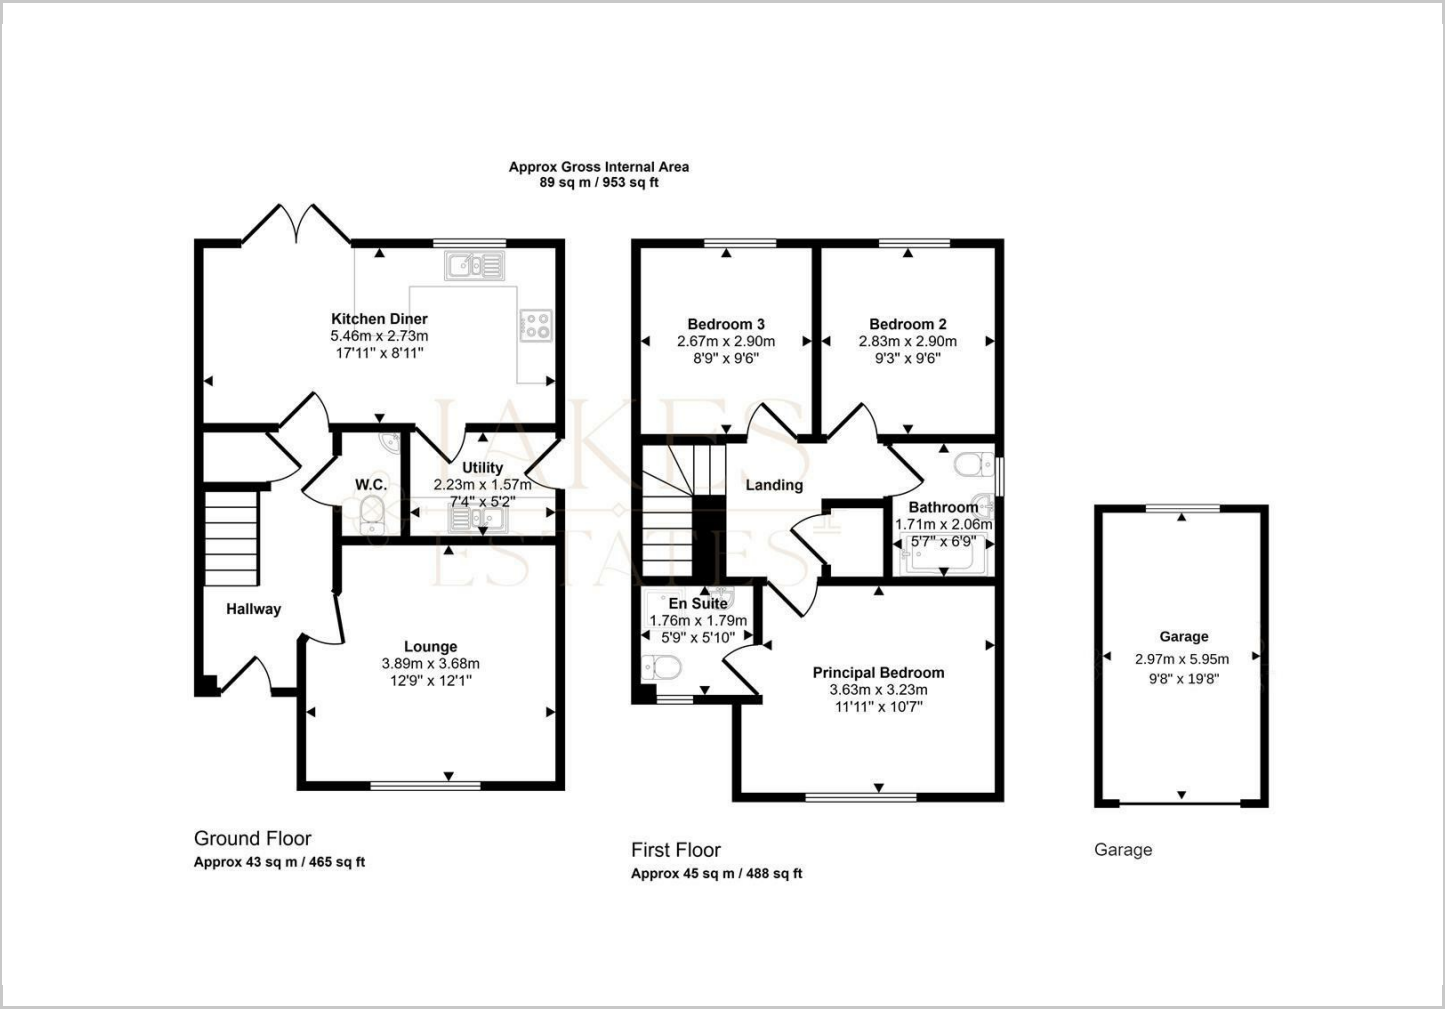 Approx Gross Internal Area
89 sq m / 953 sq ft
Kitchen Diner
5.46m x 2.73m
17'11" x 8'11"
Utility
2.23m x 1.57m
7'4" x 5'2"
W.C.
Hallway
Lounge
3.89m x 3.68m
12'9" x 12'1"
Ground Floor
Approx 43 sq m / 465 sq ft
Bedroom 3
2.67m x 2.90m
8'9" x 9'6"
Bedroom 2
2.83m x 2.90m
9'3" x 9'6"
Landing
Bathroom
1.71m x 2.06m
5'7" x 6'9"
En Suite
1.76m x 1.79m
5'9" x 5'10"
Principal Bedroom
3.63m x 3.23m
11'11" x 10'7"
First Floor
Approx 45 sq m / 488 sq ft
Garage
2.97m x 5.95m
9'8" x 19'8"
Garage
LAKES
ESTATES